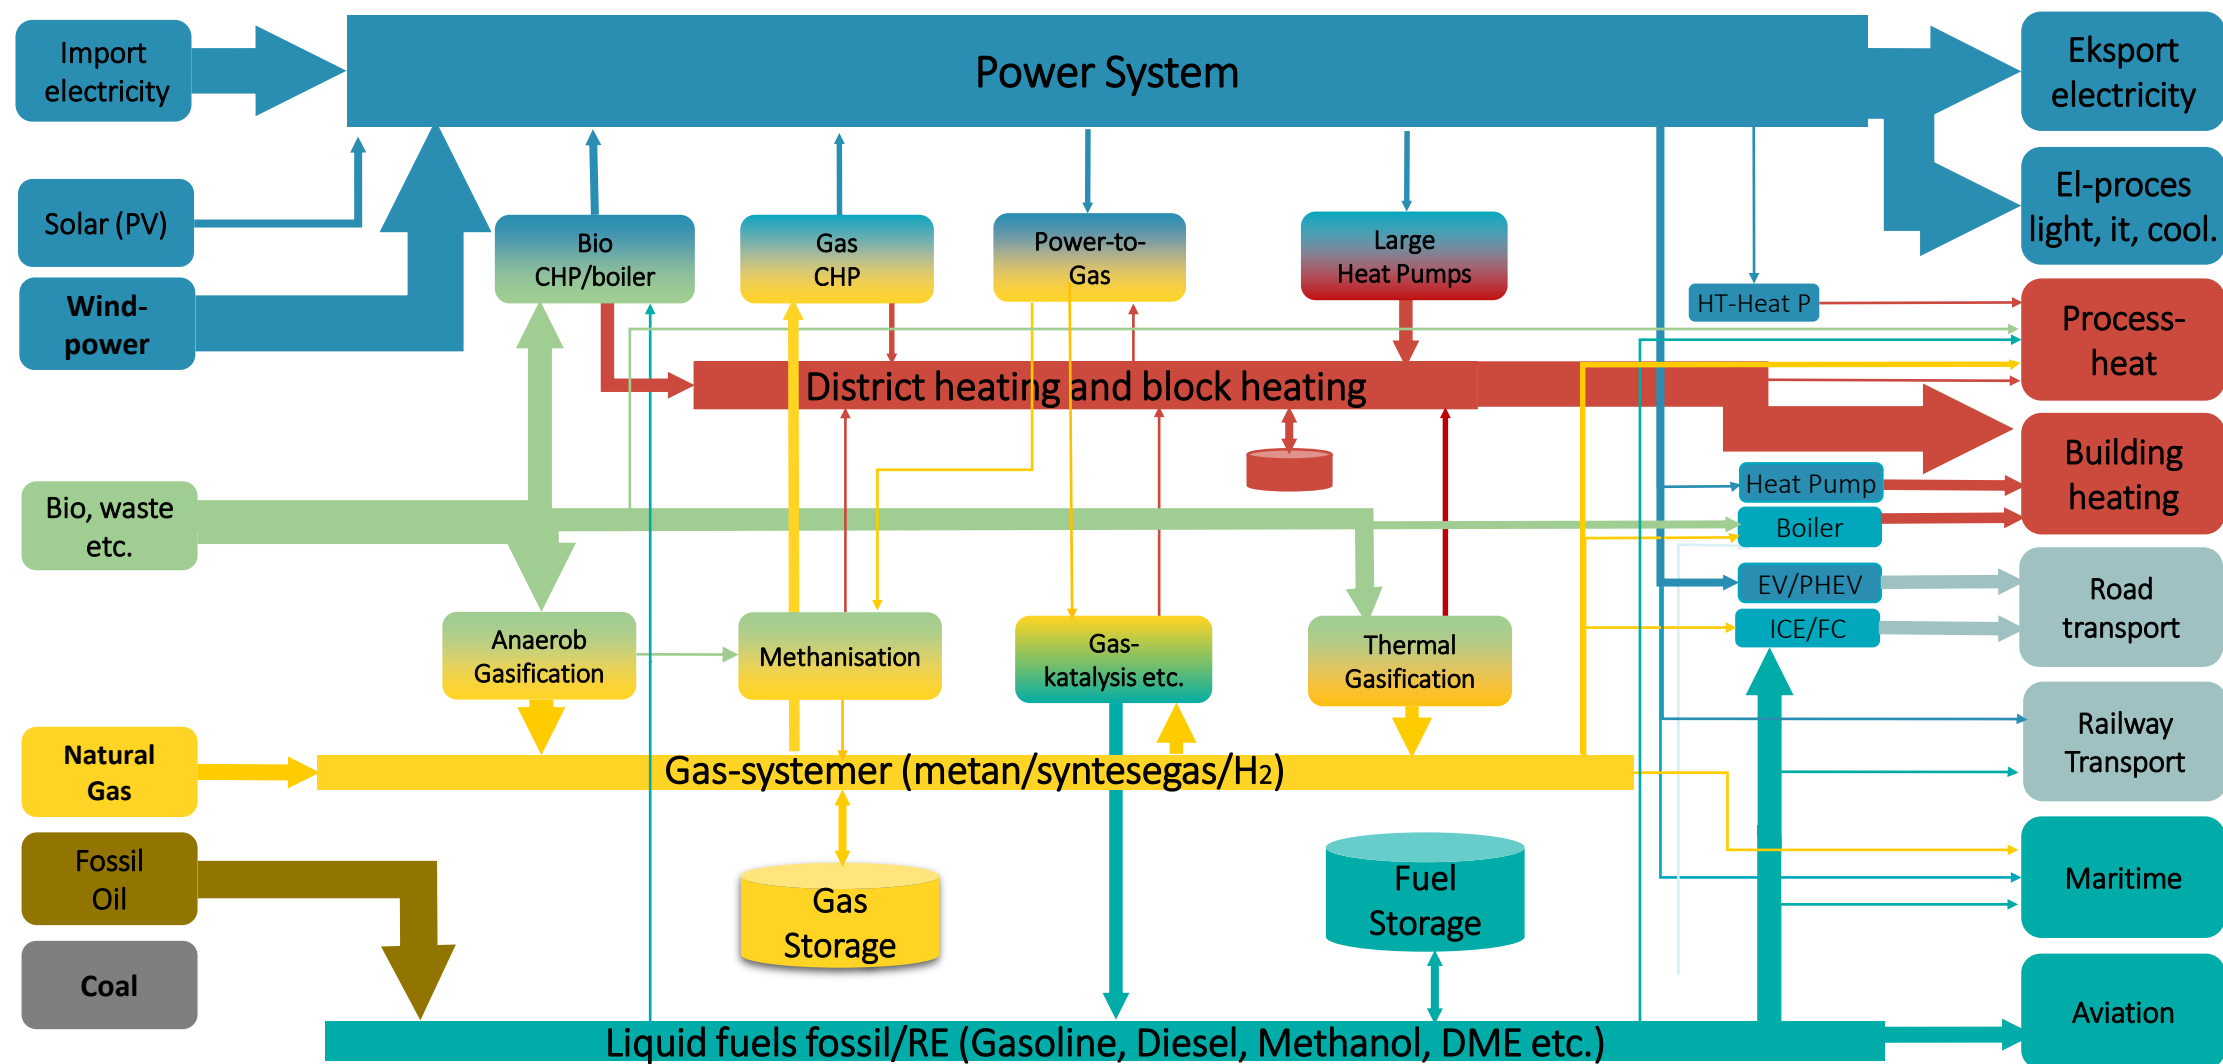 Import
electricity
Power System
Eksport
electricity
Solar (PV)
El-proces
light, it, cool.
Bio
CHP/boiler
Gas
CHP
Power-to-
Gas
Large
Heat Pumps
Wind-
power
HT-Heat P
Process-
heat
District heating and block heating
Building
heating
Heat Pump
Boiler
Bio, waste
etc.
EV/PHEV
ICE/FC
Road
transport
Anaerob
Gasification
Methanisation
Gas-
katalysis etc.
Thermal
Gasification
Railway
Transport
Natural
Gas
Gas-systemer (metan/syntesegas/H₂)
Fossil
Oil
Gas
Storage
Fuel
Storage
Maritime
Coal
Aviation
Liquid fuels fossil/RE (Gasoline, Diesel, Methanol, DME etc.)